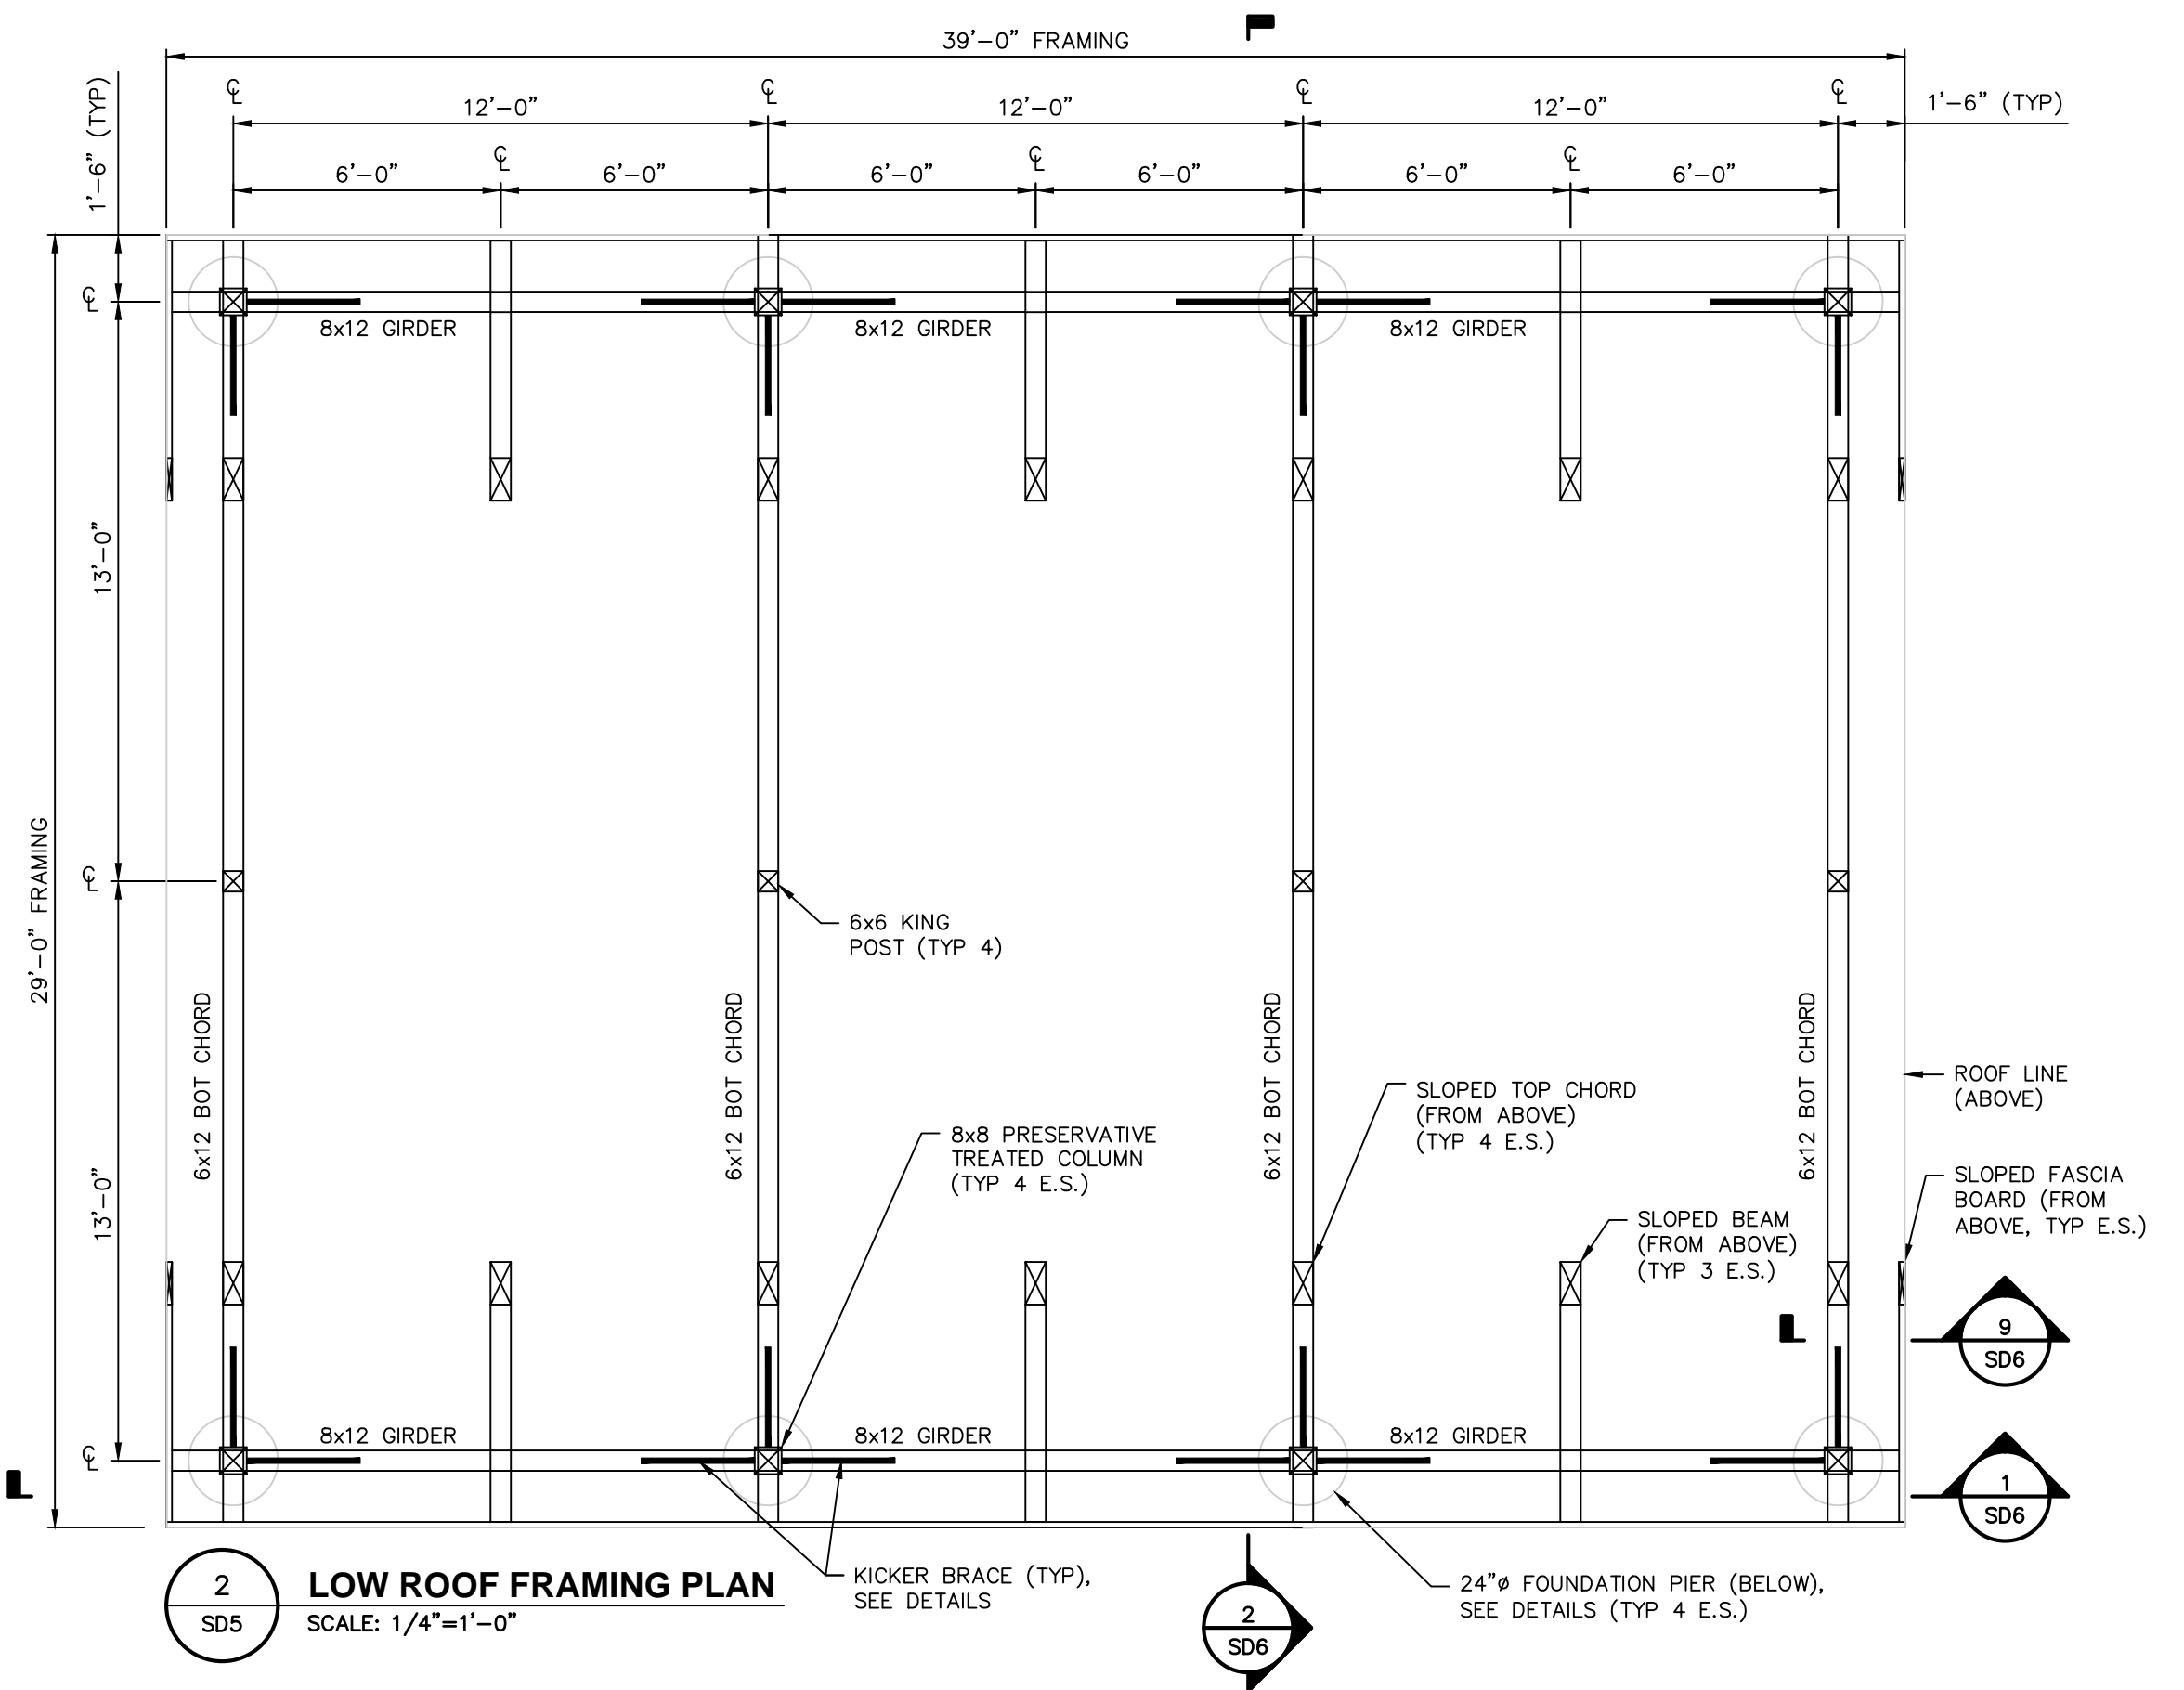 39'-0" FRAMING
℄ ℄ ℄ ℄
12'-0" 12'-0" 12'-0" 1'-6" (TYP)
1'-6" (TYP)
℄ ℄ ℄
6'-0" 6'-0" 6'-0" 6'-0" 6'-0" 6'-0"
℄
8x12 GIRDER 8x12 GIRDER 8x12 GIRDER
13'-0"
℄
29'-0" FRAMING
6x6 KING
POST (TYP 4)
6x12 BOT CHORD
6x12 BOT CHORD
6x12 BOT CHORD
6x12 BOT CHORD
ROOF LINE
(ABOVE)
SLOPED TOP CHORD
(FROM ABOVE)
(TYP 4 E.S.)
8x8 PRESERVATIVE
TREATED COLUMN
(TYP 4 E.S.)
13'-0"
SLOPED FASCIA
BOARD (FROM
ABOVE, TYP E.S.)
SLOPED BEAM
(FROM ABOVE)
(TYP 3 E.S.)
9
SD6
8x12 GIRDER 8x12 GIRDER 8x12 GIRDER
℄
1
SD6
KICKER BRACE (TYP),
SEE DETAILS
24"ø FOUNDATION PIER (BELOW),
SEE DETAILS (TYP 4 E.S.)
2
SD6
2
SD5
LOW ROOF FRAMING PLAN
SCALE: 1/4"=1'-0"